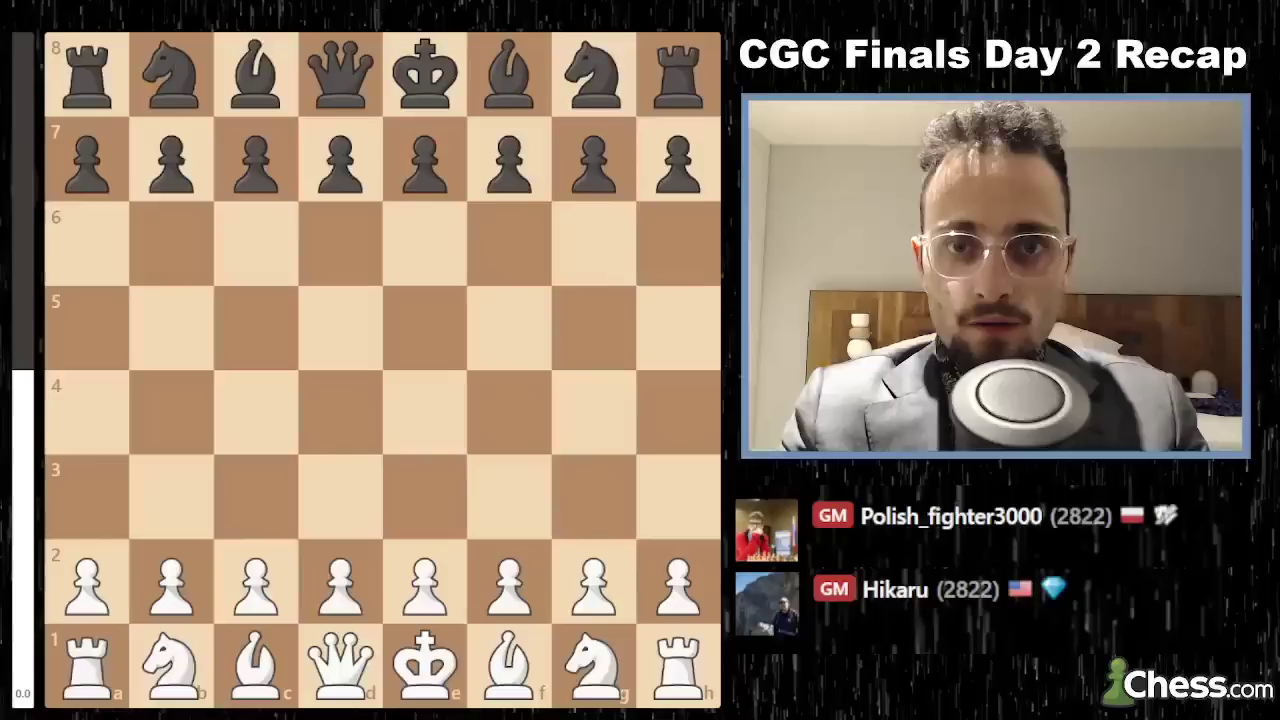 CGC Finals Day 2 Recap
8
7
6
5
4
3
2
1
a b c d e f g h
0.0
GM Polish_fighter3000 (2822)
GM Hikaru (2822)
Chess.com